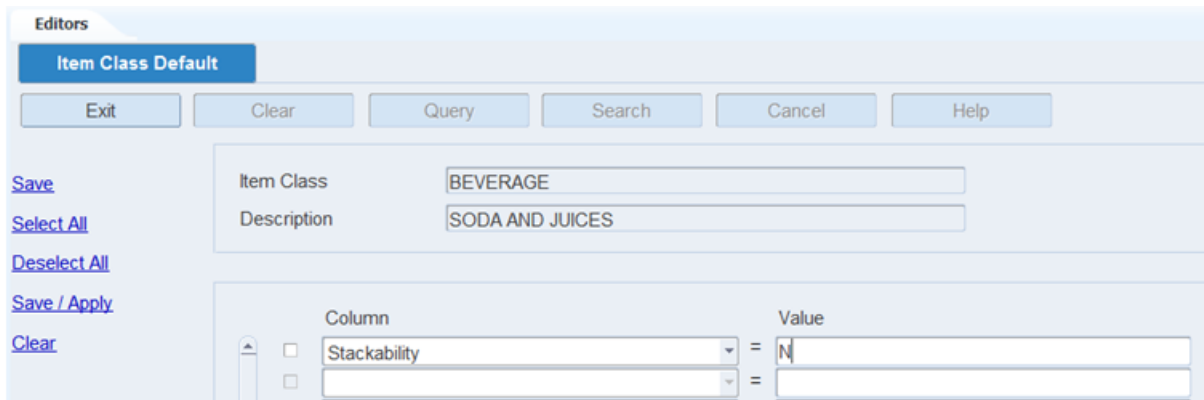 Editors
Item Class Default
Exit Clear Query Search Cancel Help
Save
Item Class BEVERAGE
Description SODA AND JUICES
Select All
Deselect All
Save / Apply
Clear
Column Value
Stackability = N
=